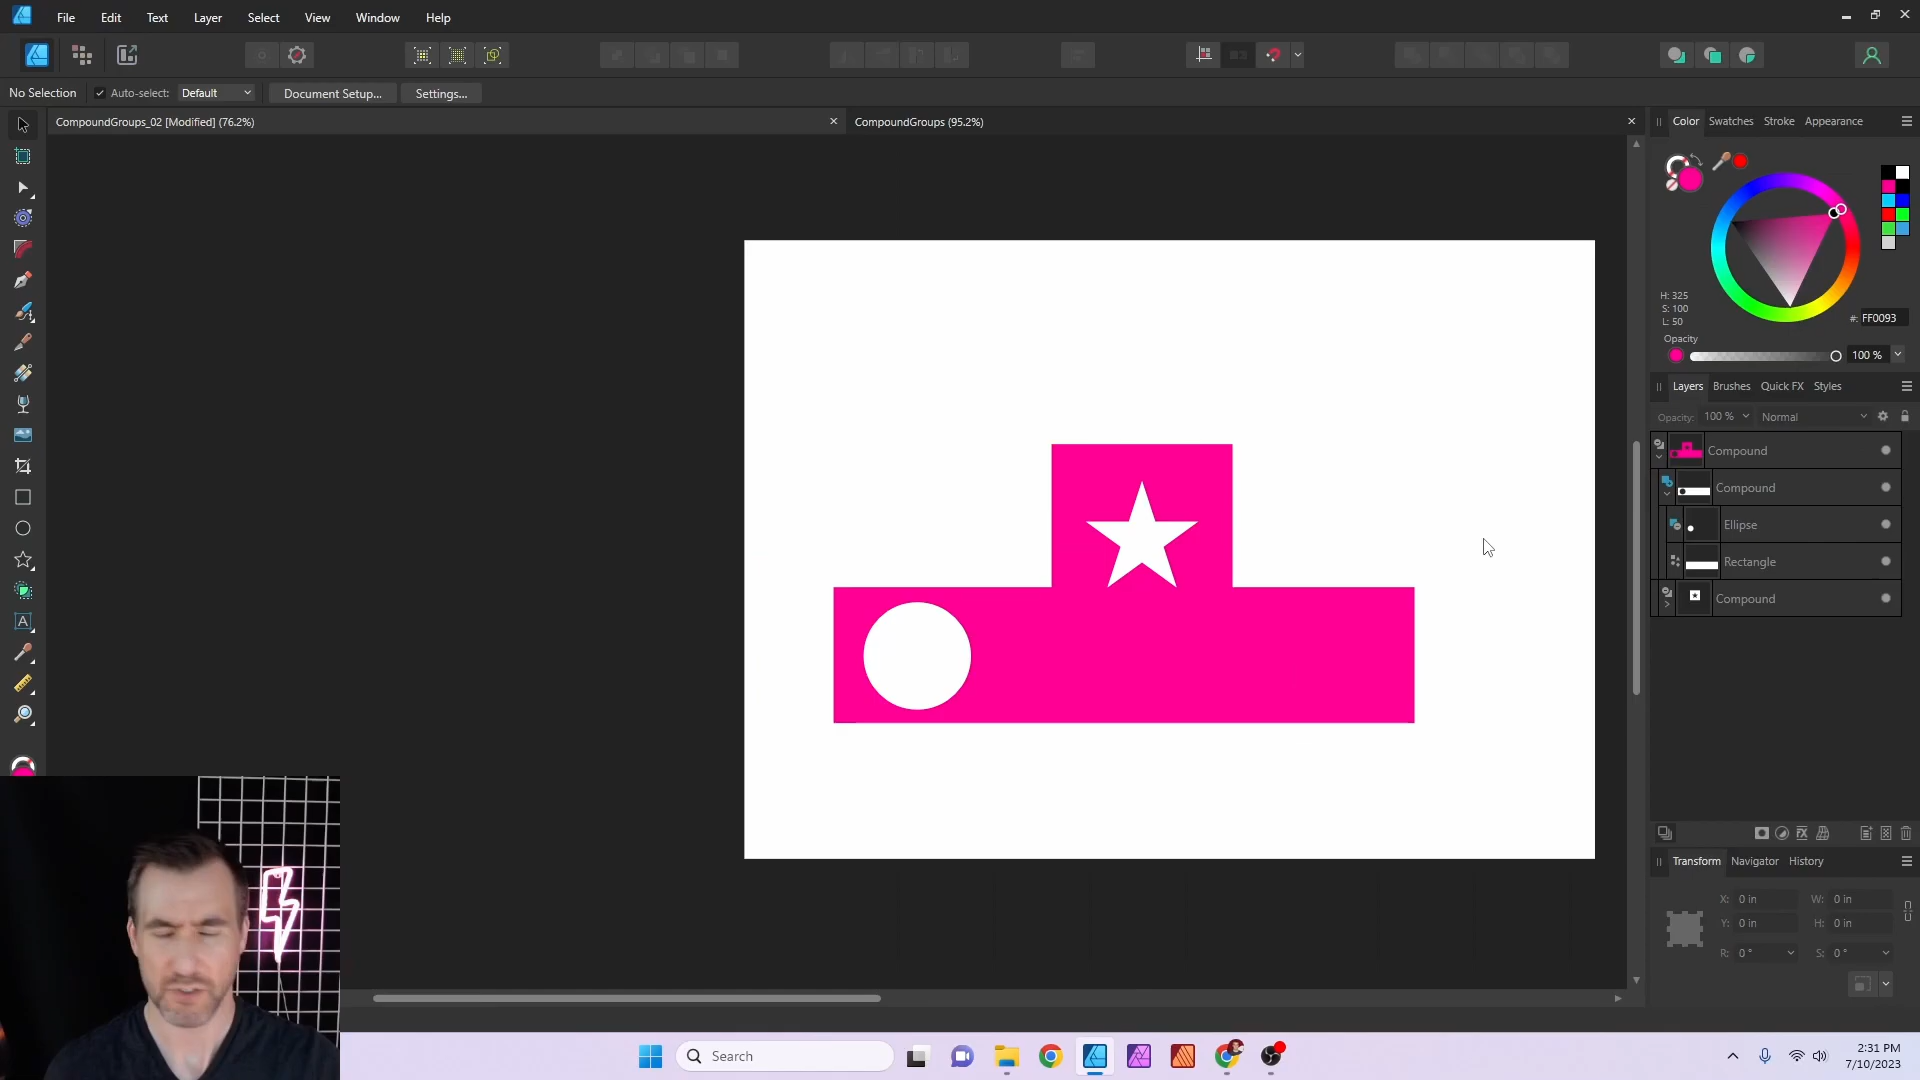 File Edit Text Layer Select View Window Help
No Selection Auto-select: Default Document Setup... Settings...
CompoundGroups_02 [Modified] (76.2%) CompoundGroups (95.2%)
Color Swatches Stroke Appearance
H: 325
S: 100
L: 50
#: FF0093
Opacity
100 %
Layers Brushes Quick FX Styles
Opacity: 100 % Normal
Compound
Compound
Ellipse
Rectangle
Compound
Transform Navigator History
X: 0 in W: 0 in
Y: 0 in H: 0 in
R: 0 ° S: 0 °
A
Search
2:31 PM
7/10/2023